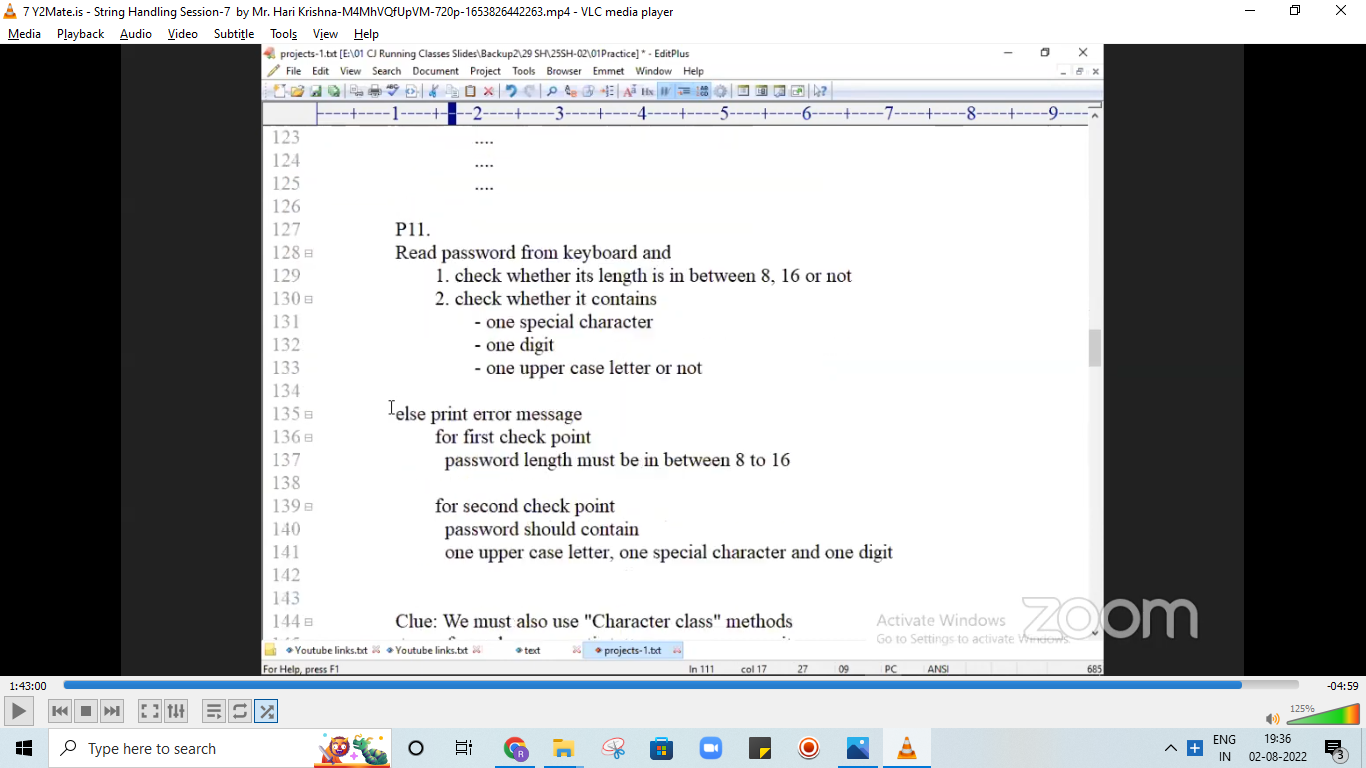 7 Y2Mate.is - String Handling Session-7 by Mr. Hari Krishna-M4MhVQfUpVM-720p-1653826442263.mp4 - VLC media player
Media Playback Audio Video Subtitle Tools View Help
projects-1.txt [E:\01 CJ Running Classes Slides\Backup2\29 SH\25SH-02\01Practice] * - EditPlus
File Edit View Search Document Project Tools Browser Emmet Window Help
----+----1----+----2----+----3----+----4----+----5----+----6----+----7----+----8----+----9----
123 ....
124 ....
125 ....
126
127 P11.
128 Read password from keyboard and
129 1. check whether its length is in between 8, 16 or not
130 2. check whether it contains
131 - one special character
132 - one digit
133 - one upper case letter or not
134
135 else print error message
136 for first check point
137 password length must be in between 8 to 16
138
139 for second check point
140 password should contain
141 one upper case letter, one special character and one digit
142
143
144 Clue: We must also use "Character class" methods
Activate Windows
Go to Settings to activate Windows.
zoom
Youtube links.txt Youtube links.txt text projects-1.txt
For Help, press F1 ln 111 col 17 27 09 PC ANSI 685
1:43:00 -04:59
125%
Type here to search
ENG 19:36
IN 02-08-2022 3